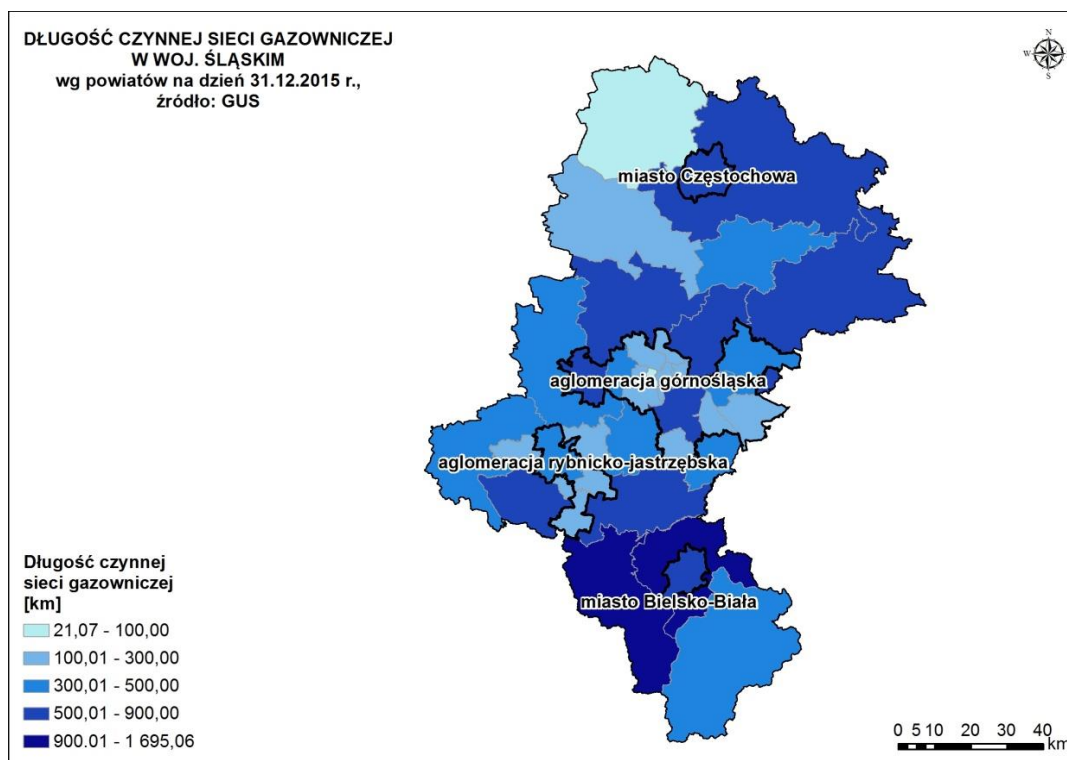 DŁUGOŚĆ CZYNNEJ SIECI GAZOWNICZEJ
W WOJ. ŚLĄSKIM
wg powiatów na dzień 31.12.2015 r.,
źródło: GUS
N
W E
S
miasto Częstochowa
aglomeracja górnośląska
aglomeracja rybnicko-jastrzębska
miasto Bielsko-Biała
Długość czynnej
sieci gazowniczej
[km]
21,07 - 100,00
100,01 - 300,00
300,01 - 500,00
500,01 - 900,00
900.01 - 1 695,06
0 5 10 20 30 40
km